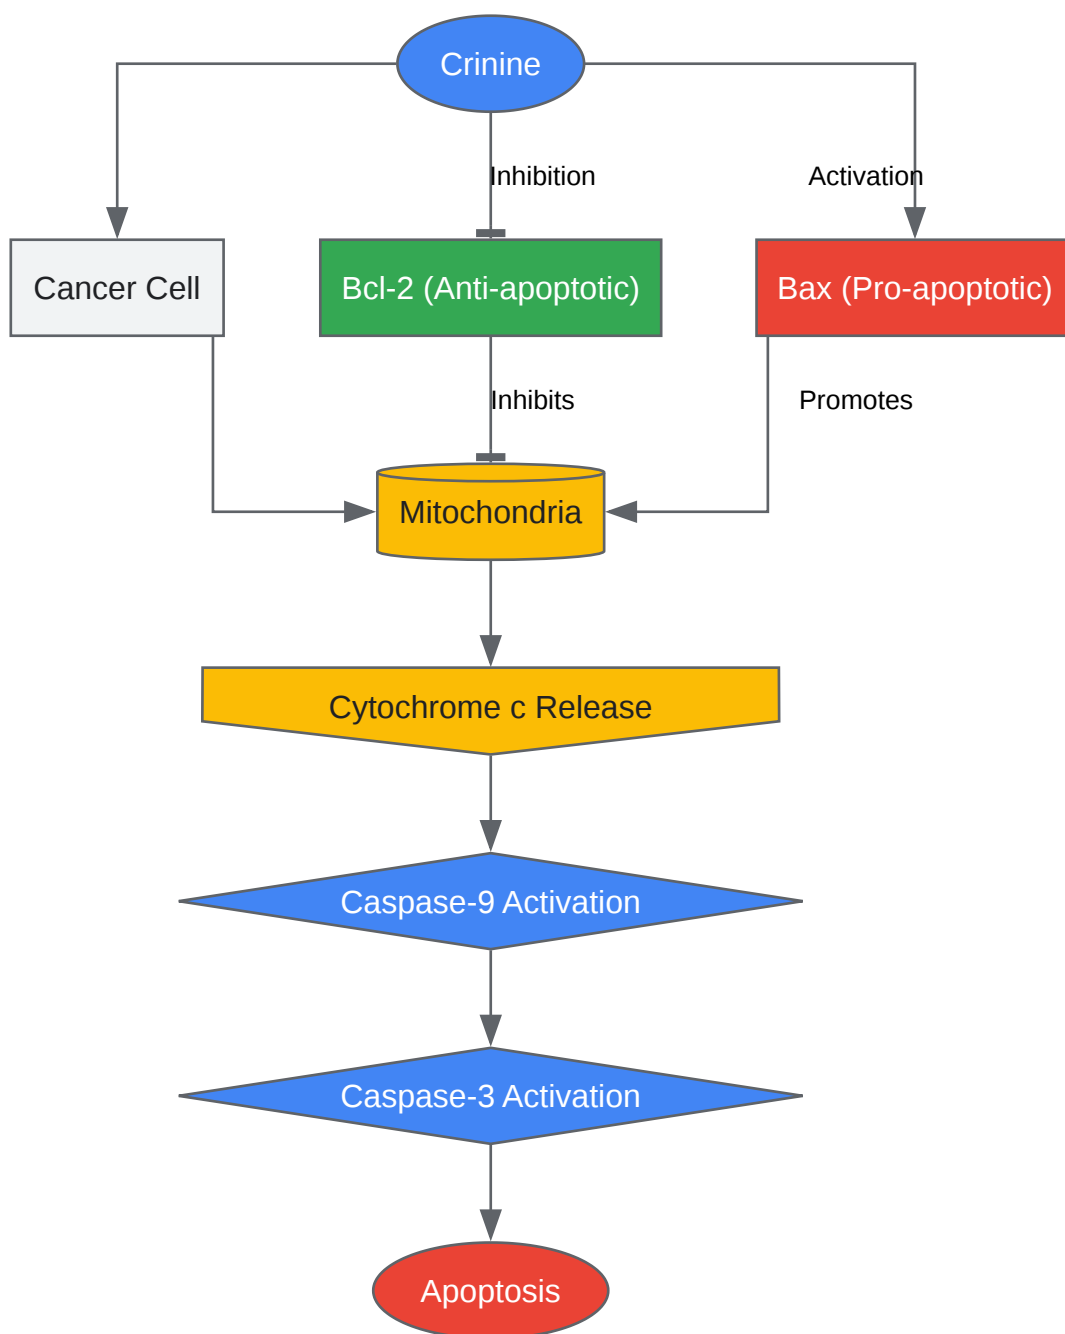 Crinine
Inhibition
Activation
Cancer Cell
Bcl-2 (Anti-apoptotic)
Bax (Pro-apoptotic)
Inhibits
Promotes
Mitochondria
Cytochrome c Release
Caspase-9 Activation
Caspase-3 Activation
Apoptosis